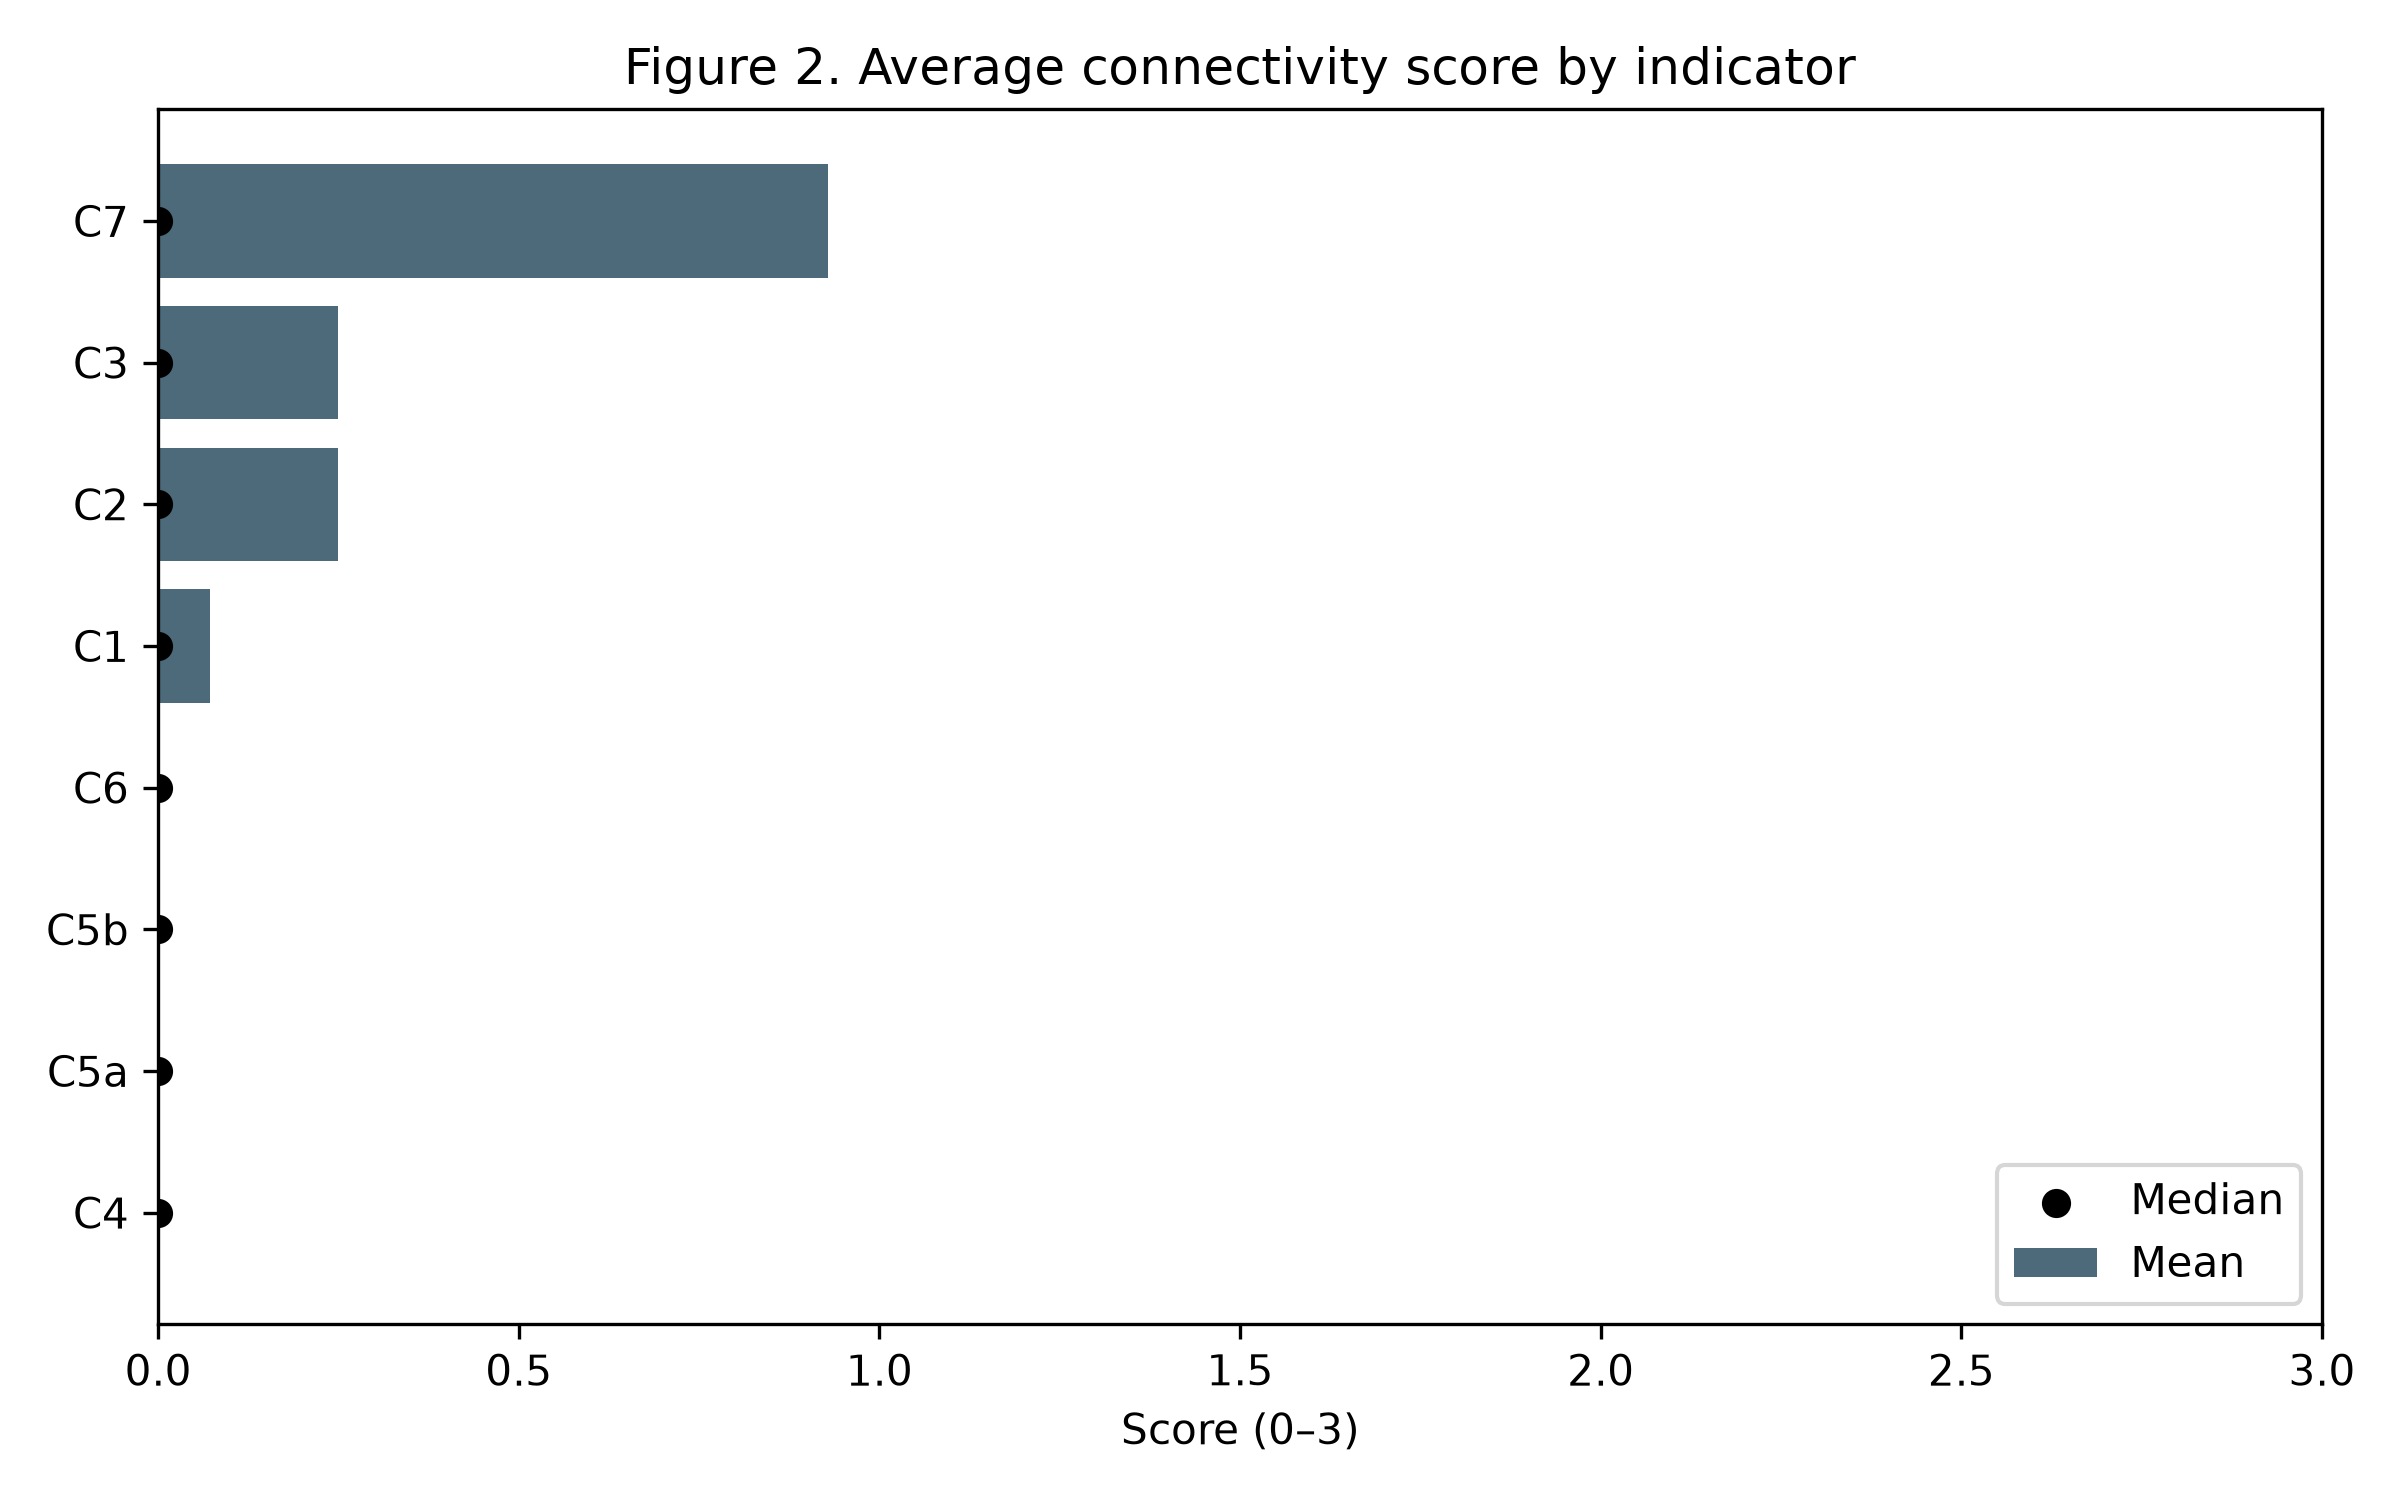 Figure 2. Average connectivity score by indicator
C7
C3
C2
C1
C6
C5b
C5a
C4
Median
Mean
0.0 0.5 1.0 1.5 2.0 2.5 3.0
Score (0–3)